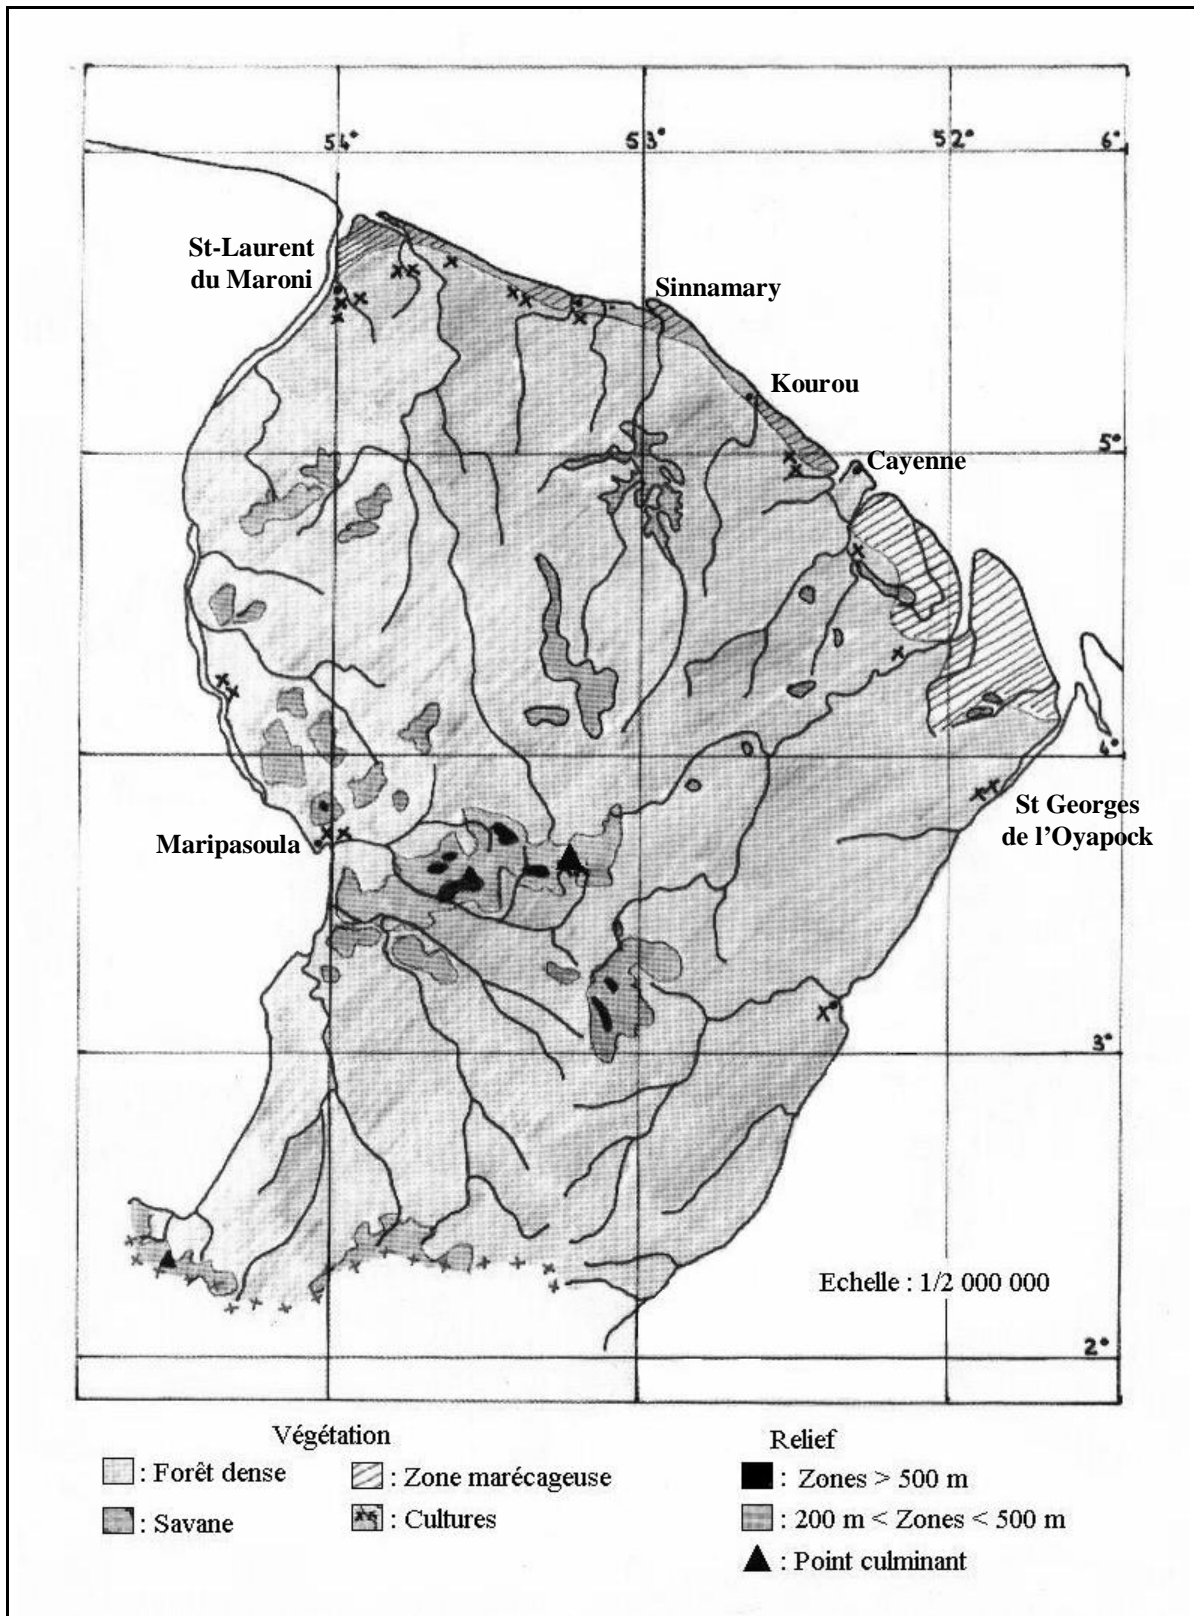 54°
53°
52°
6°
St-Laurent
du Maroni
Sinnamary
Kourou
5°
Cayenne
4°
St Georges
de l'Oyapock
Maripasoula
3°
Echelle : 1/2 000 000
2°
Végétation
: Forêt dense
: Zone marécageuse
: Savane
: Cultures
Relief
: Zones > 500 m
: 200 m < Zones < 500 m
: Point culminant